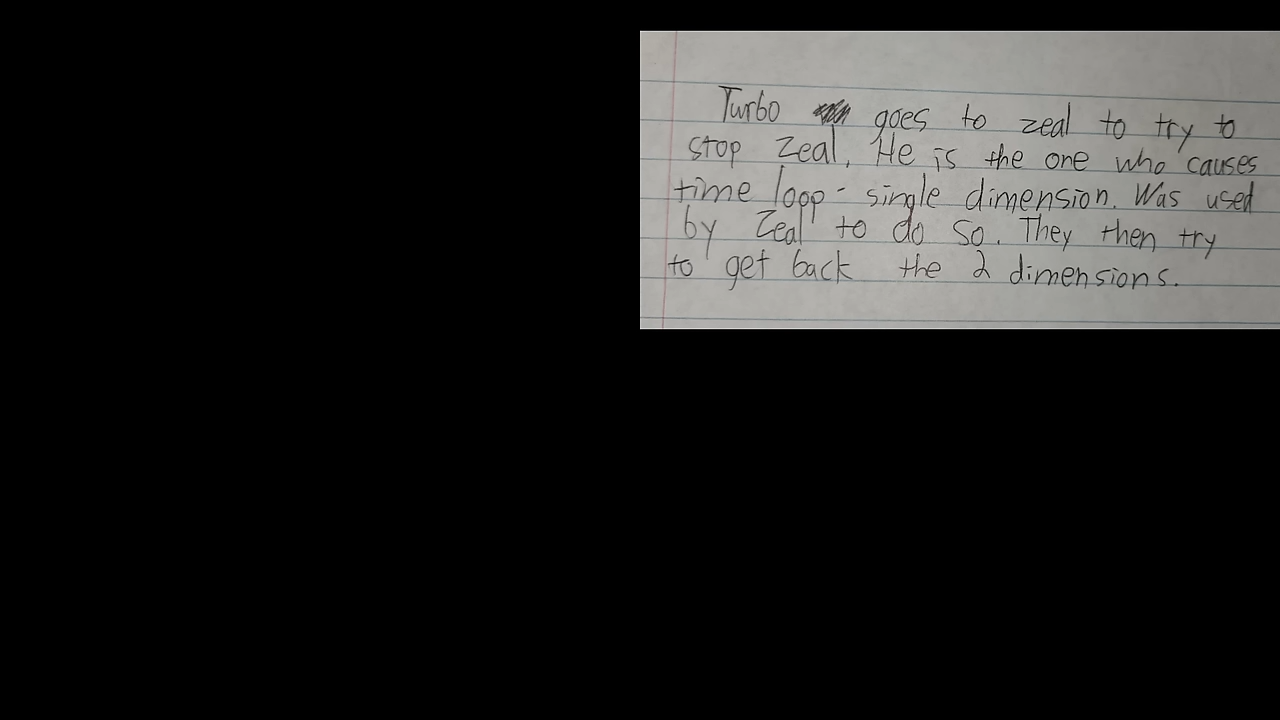 Turbo goes to zeal to try to
stop Zeal. He is the one who causes
time loop - single dimension. Was used
by Zeal to do so. They then try
to get back the 2 dimensions.